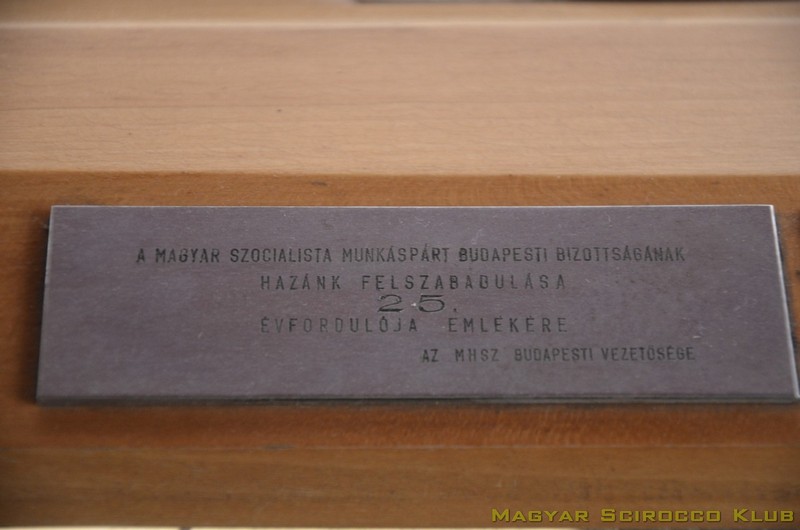 A MAGYAR SZOCIALISTA MUNKÁSPÁRT BUDAPESTI BIZOTTSÁGÁNAK
HAZÁNK FELSZABADULÁSA
25.
ÉVFORDULÓJA EMLÉKÉRE
AZ MHSZ BUDAPESTI VEZETŐSÉGE
MAGYAR SCIROCCO KLUB